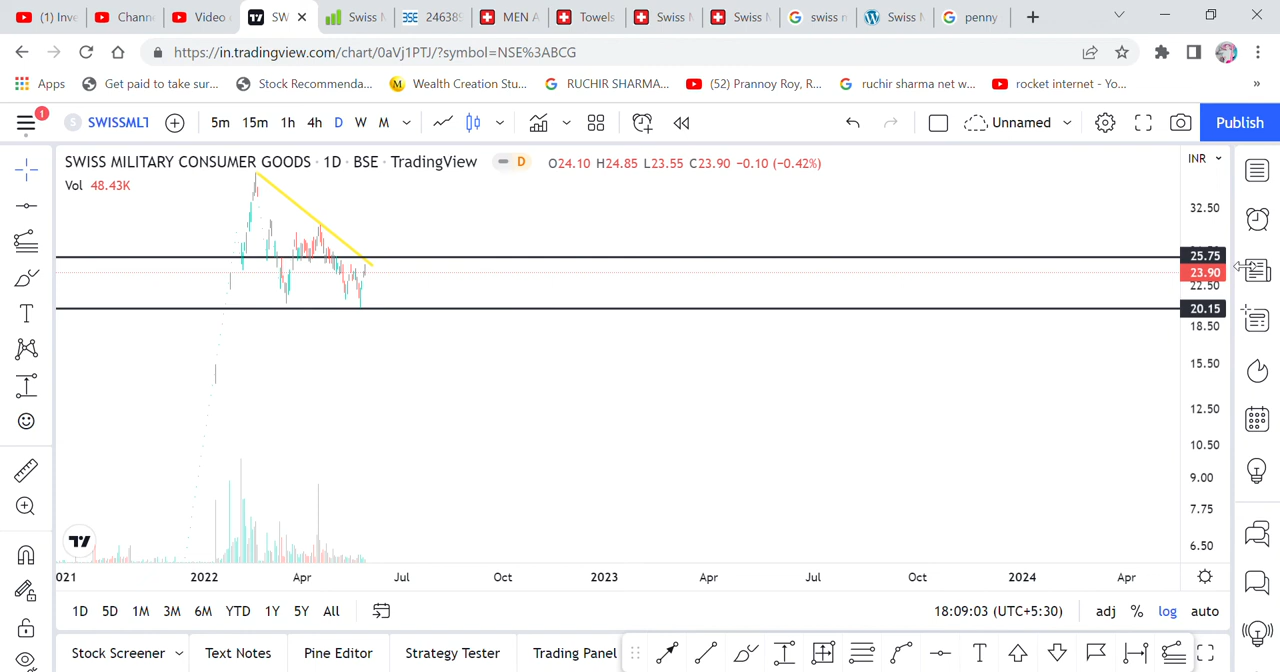 (1) Inv
Chann
Video
SW
Swiss M
24638
MEN A
Towels
Swiss M
Swiss M
swiss n
Swiss M
penny
https://in.tradingview.com/chart/0aVj1PTJ/?symbol=NSE%3ABCG
Apps
Get paid to take sur...
Stock Recommenda...
Wealth Creation Stu...
RUCHIR SHARMA...
(52) Prannoy Roy, R...
ruchir sharma net w...
rocket internet - Yo...
»
1
S SWISSMLT
5m 15m 1h 4h D W M
Unnamed
Publish
SWISS MILITARY CONSUMER GOODS · 1D · BSE · TradingView
D
O24.10 H24.85 L23.55 C23.90 −0.10 (−0.42%)
INR
Vol 48.43K
32.50
25.75
23.90
22.50
20.15
18.50
15.50
12.50
10.50
9.00
7.75
6.50
021 2022 Apr Jul Oct 2023 Apr Jul Oct 2024 Apr
1D 5D 1M 3M 6M YTD 1Y 5Y All
18:09:03 (UTC+5:30)
adj % log auto
Stock Screener
Text Notes
Pine Editor
Strategy Tester
Trading Panel